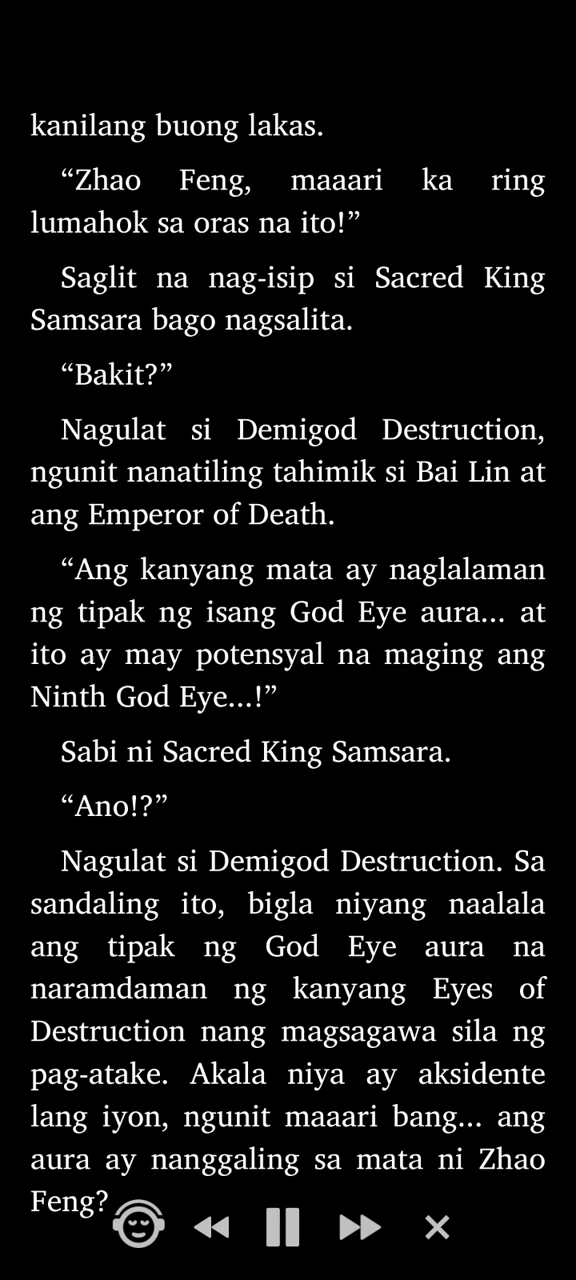 kanilang buong lakas.
“Zhao Feng, maaari ka ring
lumahok sa oras na ito!”
Saglit na nag-isip si Sacred King
Samsara bago nagsalita.
“Bakit?”
Nagulat si Demigod Destruction,
ngunit nanatiling tahimik si Bai Lin at
ang Emperor of Death.
“Ang kanyang mata ay naglalaman
ng tipak ng isang God Eye aura... at
ito ay may potensyal na maging ang
Ninth God Eye...!”
Sabi ni Sacred King Samsara.
“Ano!?”
Nagulat si Demigod Destruction. Sa
sandaling ito, bigla niyang naalala
ang tipak ng God Eye aura na
naramdaman ng kanyang Eyes of
Destruction nang magsagawa sila ng
pag-atake. Akala niya ay aksidente
lang iyon, ngunit maaari bang... ang
aura ay nanggaling sa mata ni Zhao
Feng?